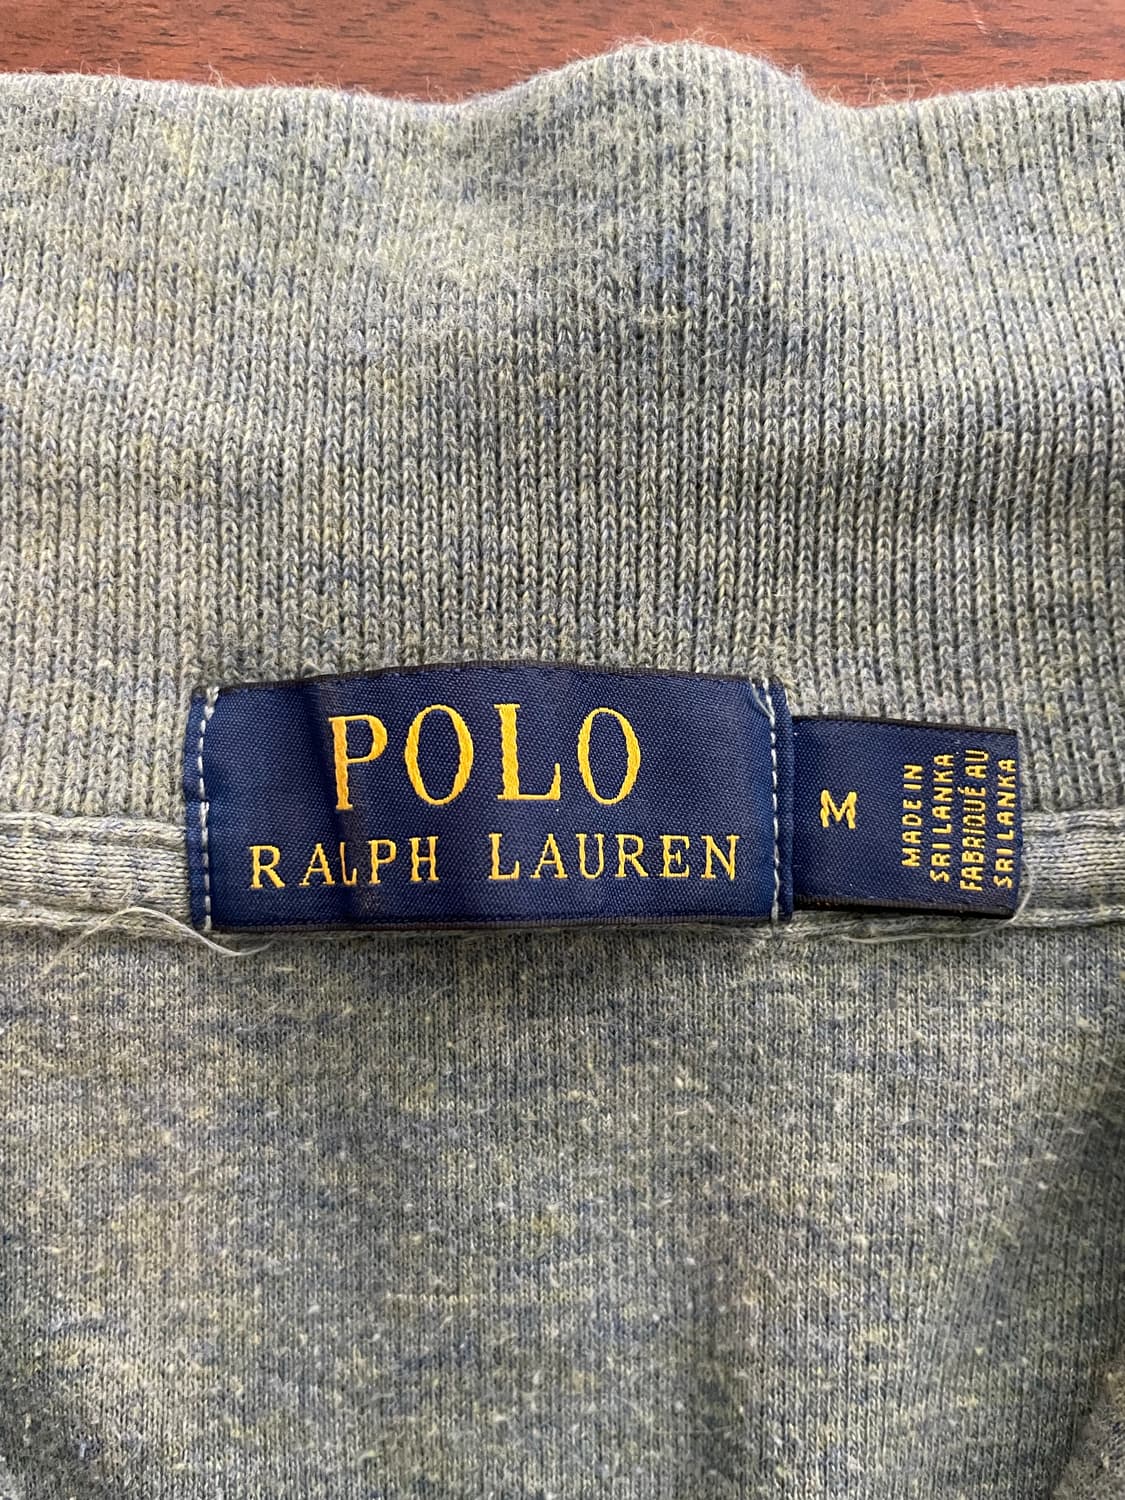 POLO
RALPH LAUREN
M
MADE IN
SRI LANKA
FABRIQUÉ AU
SRI LANKA